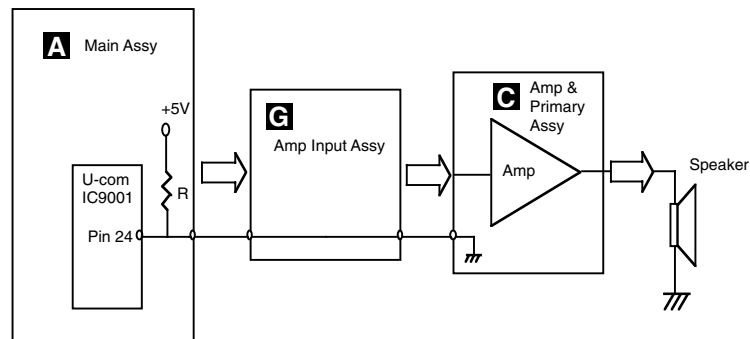 A Main Assy
+5V
R
U-com
IC9001
Pin 24
G
Amp Input Assy
C Amp &
Primary
Assy
Amp
Speaker